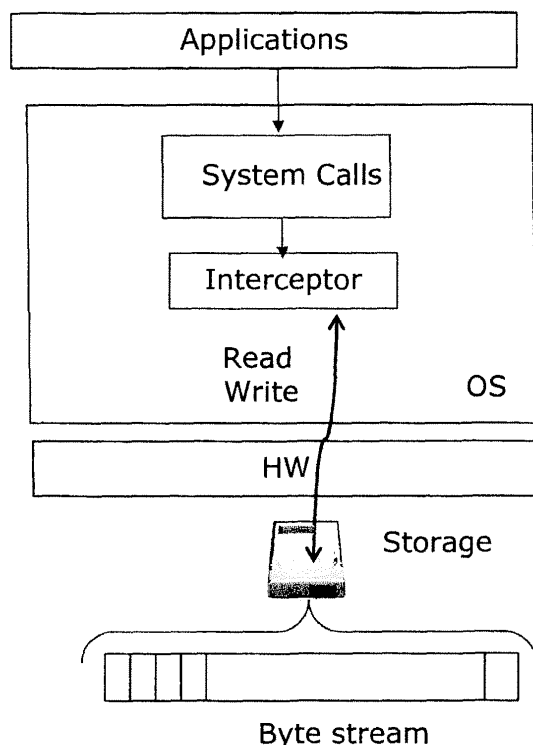 Applications
System Calls
Interceptor
Read
Write
OS
HW
Storage
Byte stream